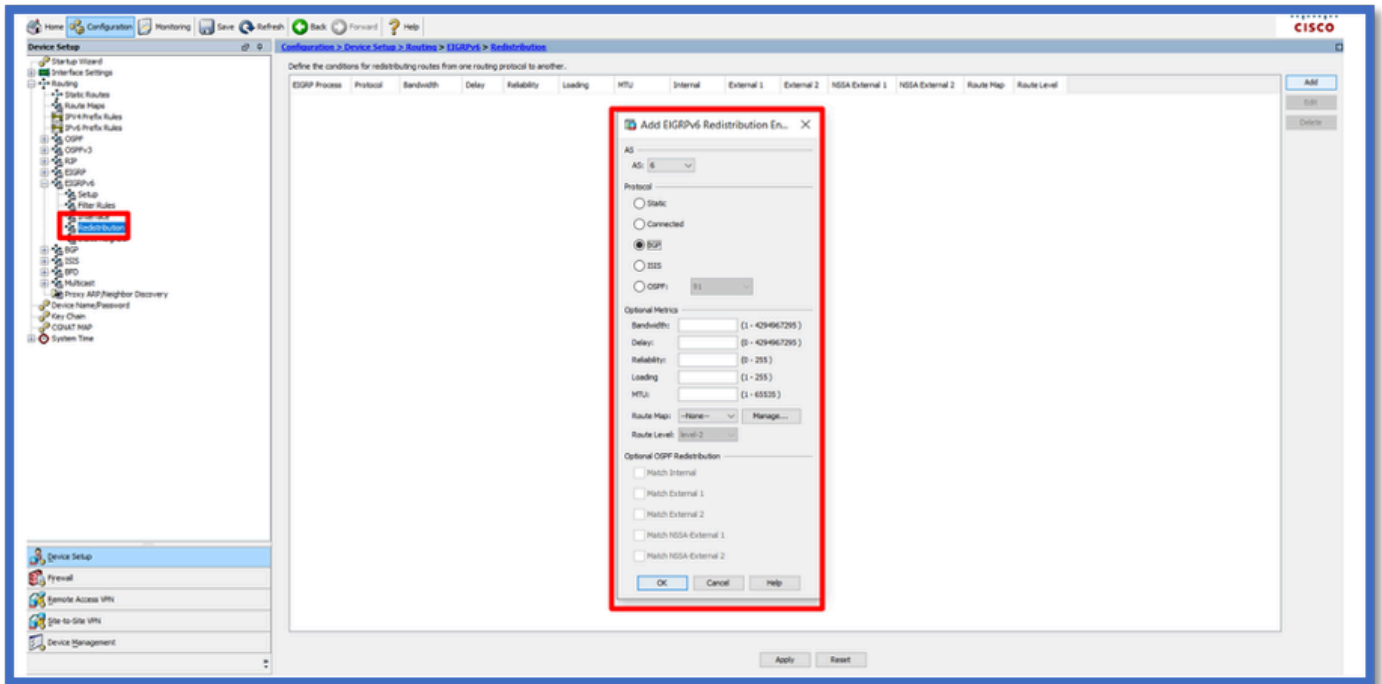 Home Configuration Monitoring Save Refresh Back Forward Help
CISCO
Device Setup
Configuration > Device Setup > Routing > EIGRPv6 > Redistribution
Startup Wizard
Interface Settings
Routing
Static Routes
Route Maps
IPv4 Prefix Rules
IPv6 Prefix Rules
OSPF
OSPFv3
RIP
EIGRP
EIGRPv6
Setup
Filter Rules
Interface
Redistribution
BGP
ISIS
BFD
Multicast
Proxy ARP/Neighbor Discovery
Device Name/Password
Key Chain
CGNAT MAP
System Time
Define the conditions for redistributing routes from one routing protocol to another.
EIGRP Process Protocol Bandwidth Delay Reliability Loading MTU Internal External 1 External 2 NSSA External 1 NSSA External 2 Route Map Route Level
Add
Edit
Delete
Add EIGRPv6 Redistribution En...
AS
AS: 6
Protocol
Static
Connected
BGP
ISIS
OSPF: 91
Optional Metrics
Bandwidth: (1 - 4294967295)
Delay: (0 - 4294967295)
Reliability: (0 - 255)
Loading (1 - 255)
MTU: (1 - 65535)
Route Map: --None-- Manage...
Route Level: level-2
Optional OSPF Redistribution
Match Internal
Match External 1
Match External 2
Match NSSA-External 1
Match NSSA-External 2
OK Cancel Help
Device Setup
Firewall
Remote Access VPN
Site-to-Site VPN
Device Management
Apply Reset